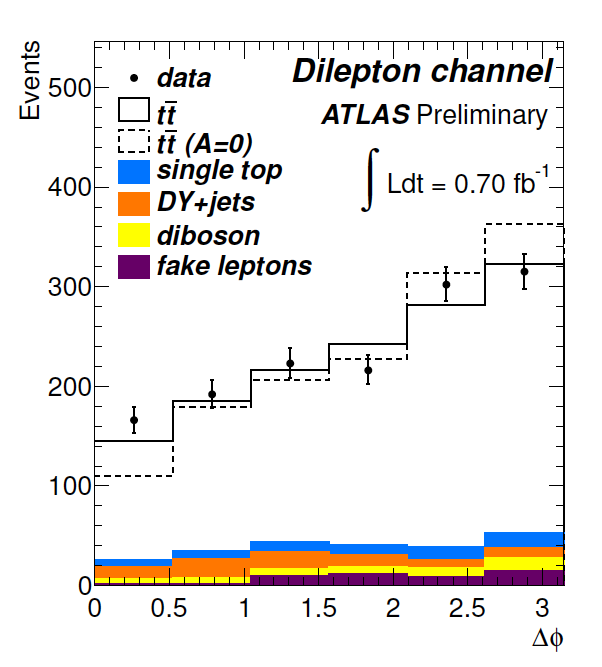 Events
500
400
300
200
100
0
0 0.5 1 1.5 2 2.5 3
Δϕ
data
tt̅
tt̅ (A=0)
single top
DY+jets
diboson
fake leptons
Dilepton channel
ATLAS Preliminary
∫ Ldt = 0.70 fb⁻¹